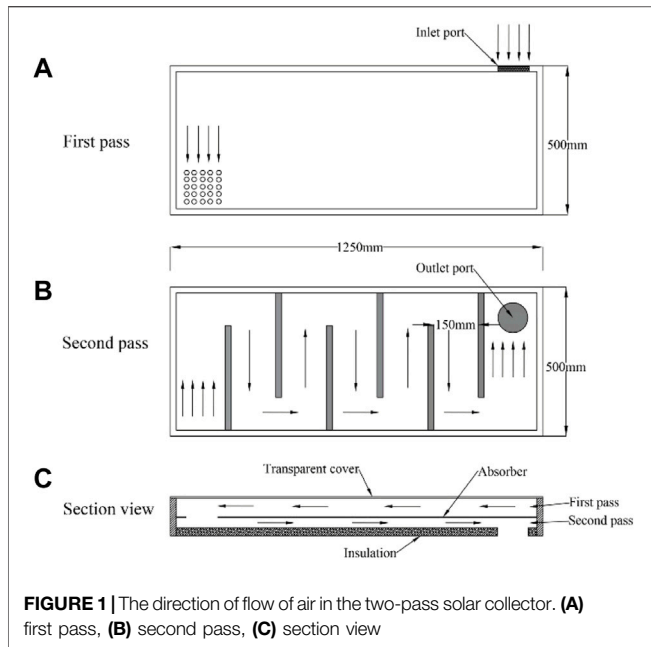 A
Inlet port
First pass
500mm
1250mm
B
Outlet port
Second pass
150mm
500mm
C
Transparent cover
Absorber
Section view
First pass
Second pass
Insulation
FIGURE 1 | The direction of flow of air in the two-pass solar collector. (A)
first pass, (B) second pass, (C) section view